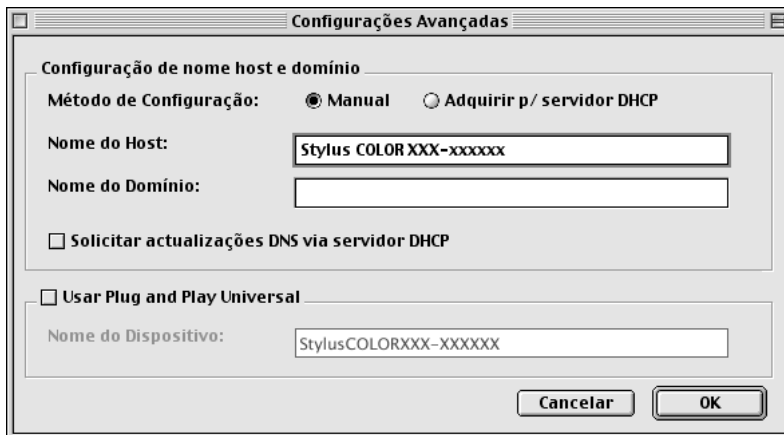 Configurações Avançadas
Configuração de nome host e domínio
Método de Configuração: Manual Adquirir p/ servidor DHCP
Nome do Host: Stylus COLOR XXX-xxxxxx
Nome do Domínio:
Solicitar actualizações DNS via servidor DHCP
Usar Plug and Play Universal
Nome do Dispositivo: StylusCOLORXXX-XXXXXX
Cancelar OK